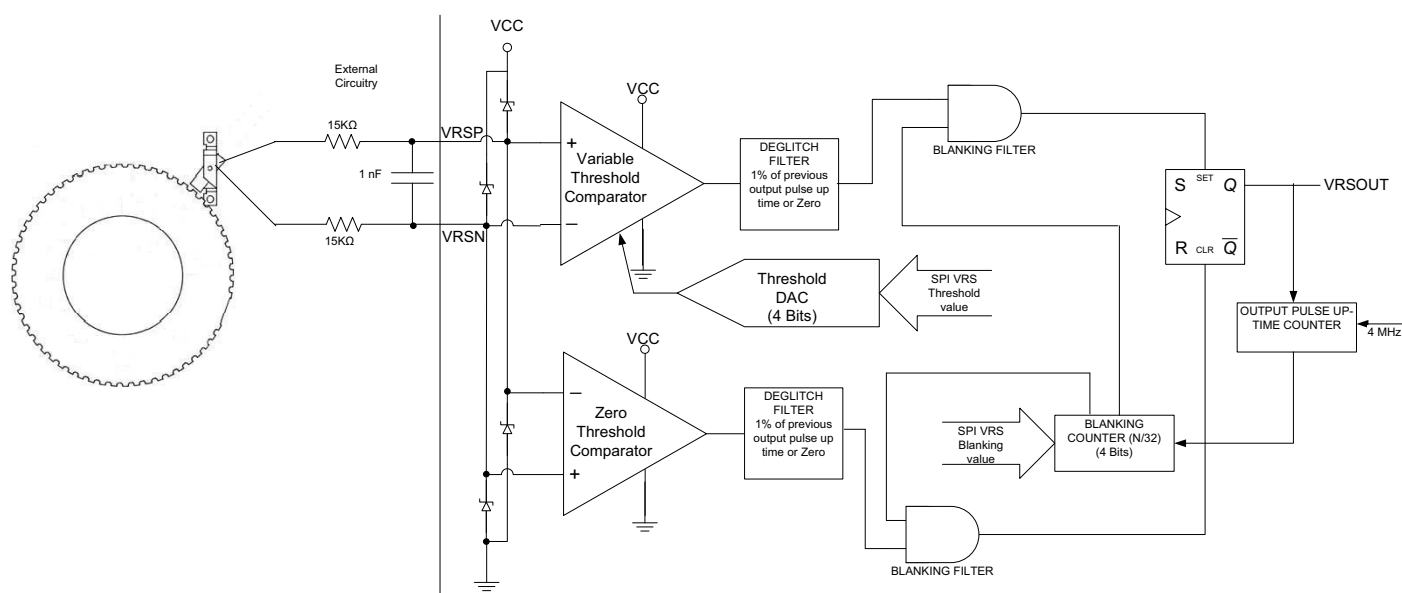 VCC
External
Circuitry
15KΩ
VRSP
1 nF
VRSN
15KΩ
+
Variable
Threshold
Comparator
−
VCC
DEGLITCH
FILTER
1% of previous
output pulse up
time or Zero
BLANKING FILTER
S SET Q
R CLR Q
VRSOUT
Threshold
DAC
(4 Bits)
SPI VRS
Threshold
value
OUTPUT PULSE UP-
TIME COUNTER
4 MHz
VCC
−
Zero
Threshold
Comparator
+
DEGLITCH
FILTER
1% of previous
output pulse up
time or Zero
SPI VRS
Blanking
value
BLANKING
COUNTER (N/32)
(4 Bits)
BLANKING FILTER